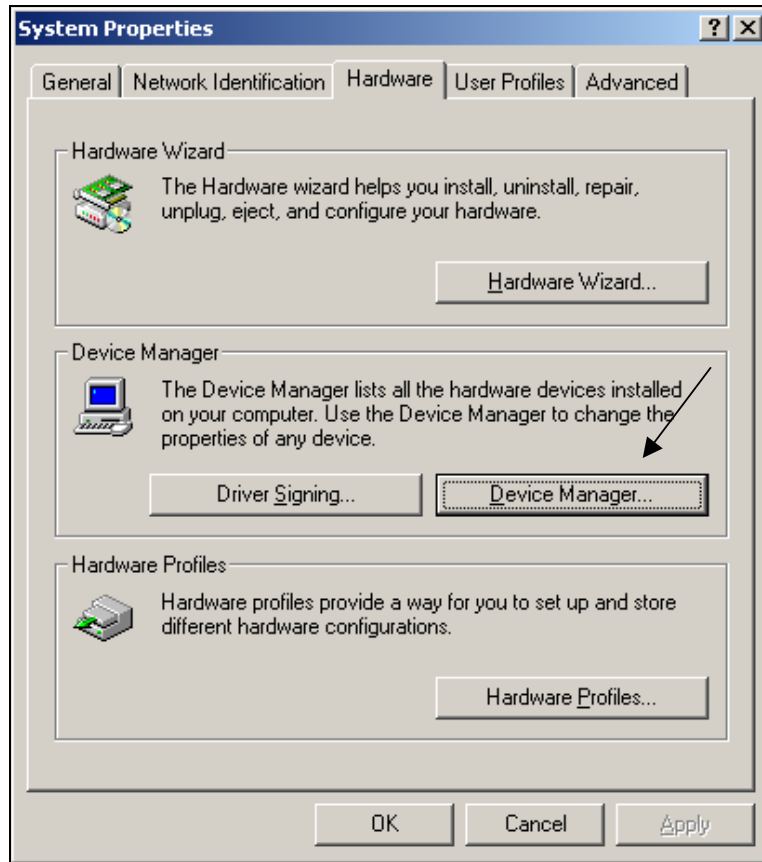 System Properties
General
Network Identification
Hardware
User Profiles
Advanced
Hardware Wizard
The Hardware wizard helps you install, uninstall, repair,
unplug, eject, and configure your hardware.
Hardware Wizard...
Device Manager
The Device Manager lists all the hardware devices installed
on your computer. Use the Device Manager to change the
properties of any device.
Driver Signing...
Device Manager...
Hardware Profiles
Hardware profiles provide a way for you to set up and store
different hardware configurations.
Hardware Profiles...
OK
Cancel
Apply